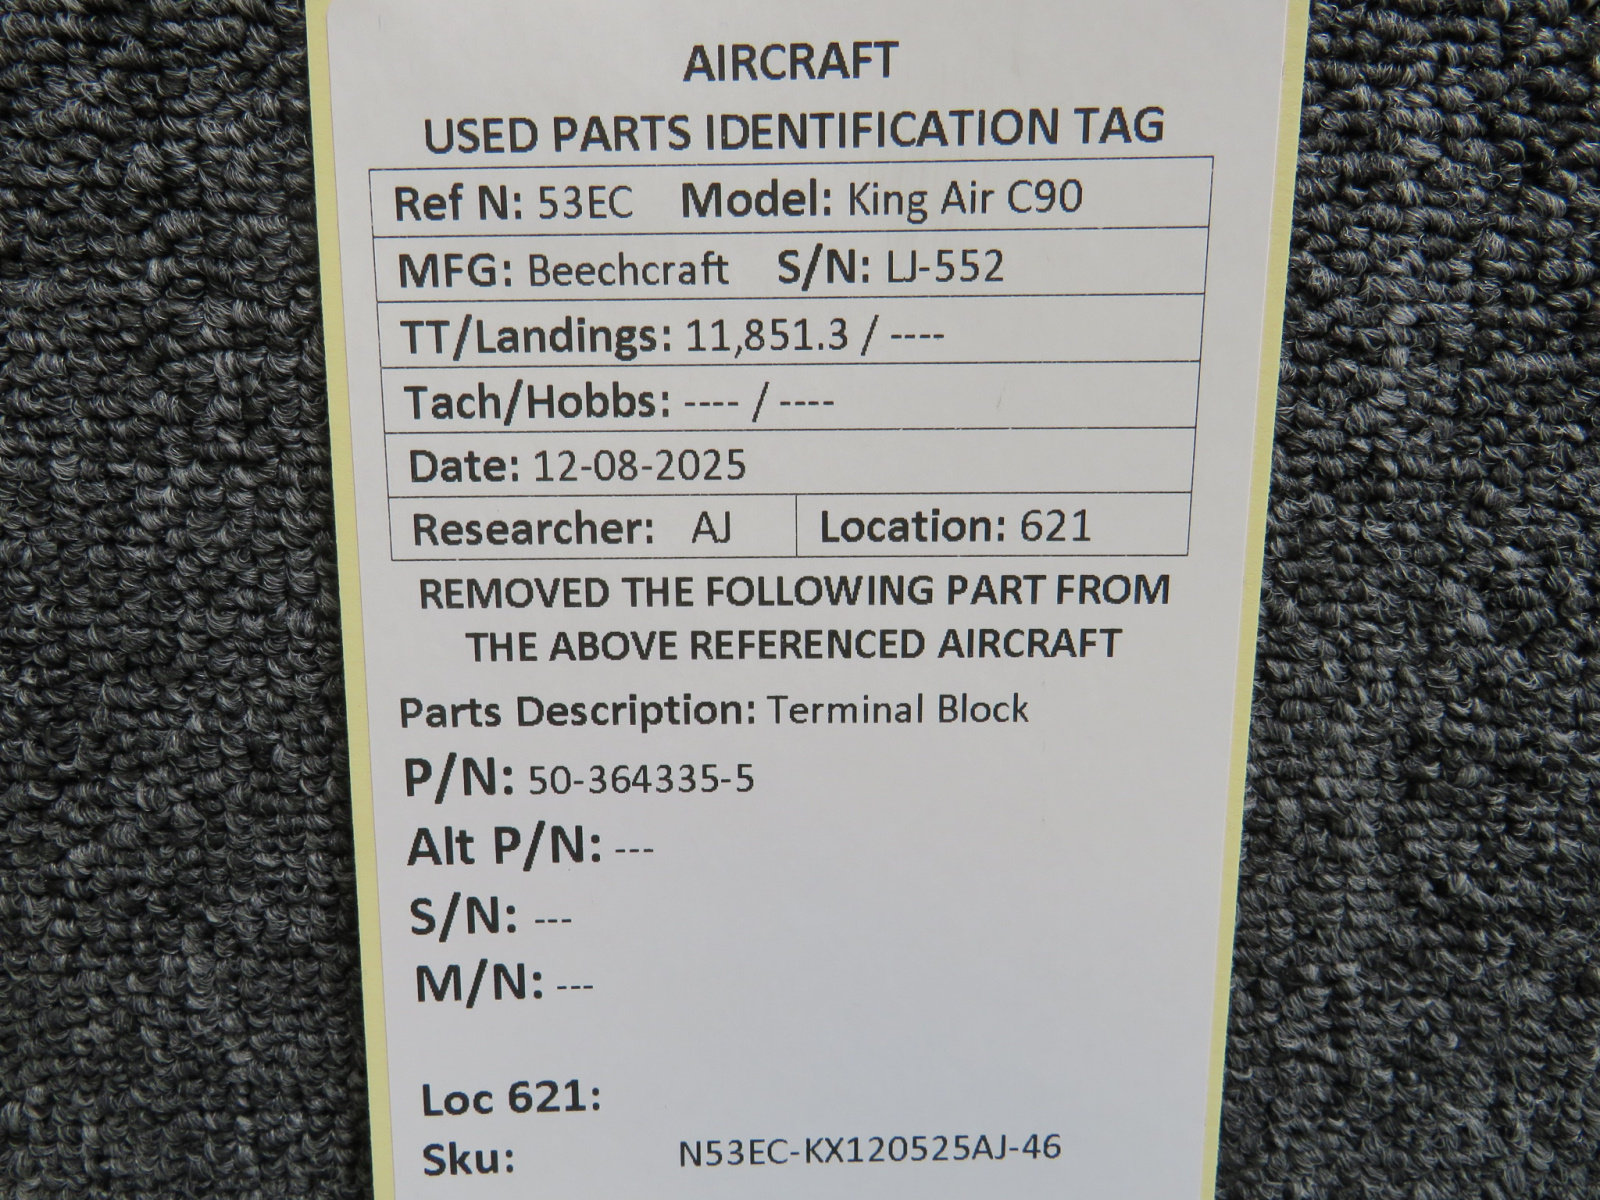 AIRCRAFT
USED PARTS IDENTIFICATION TAG
Ref N: 53EC Model: King Air C90
MFG: Beechcraft S/N: LJ-552
TT/Landings: 11,851.3 / ----
Tach/Hobbs: ---- / ----
Date: 12-08-2025
Researcher: AJ Location: 621
REMOVED THE FOLLOWING PART FROM
THE ABOVE REFERENCED AIRCRAFT
Parts Description: Terminal Block
P/N: 50-364335-5
Alt P/N: ---
S/N: ---
M/N: ---
Loc 621:
Sku: N53EC-KX120525AJ-46